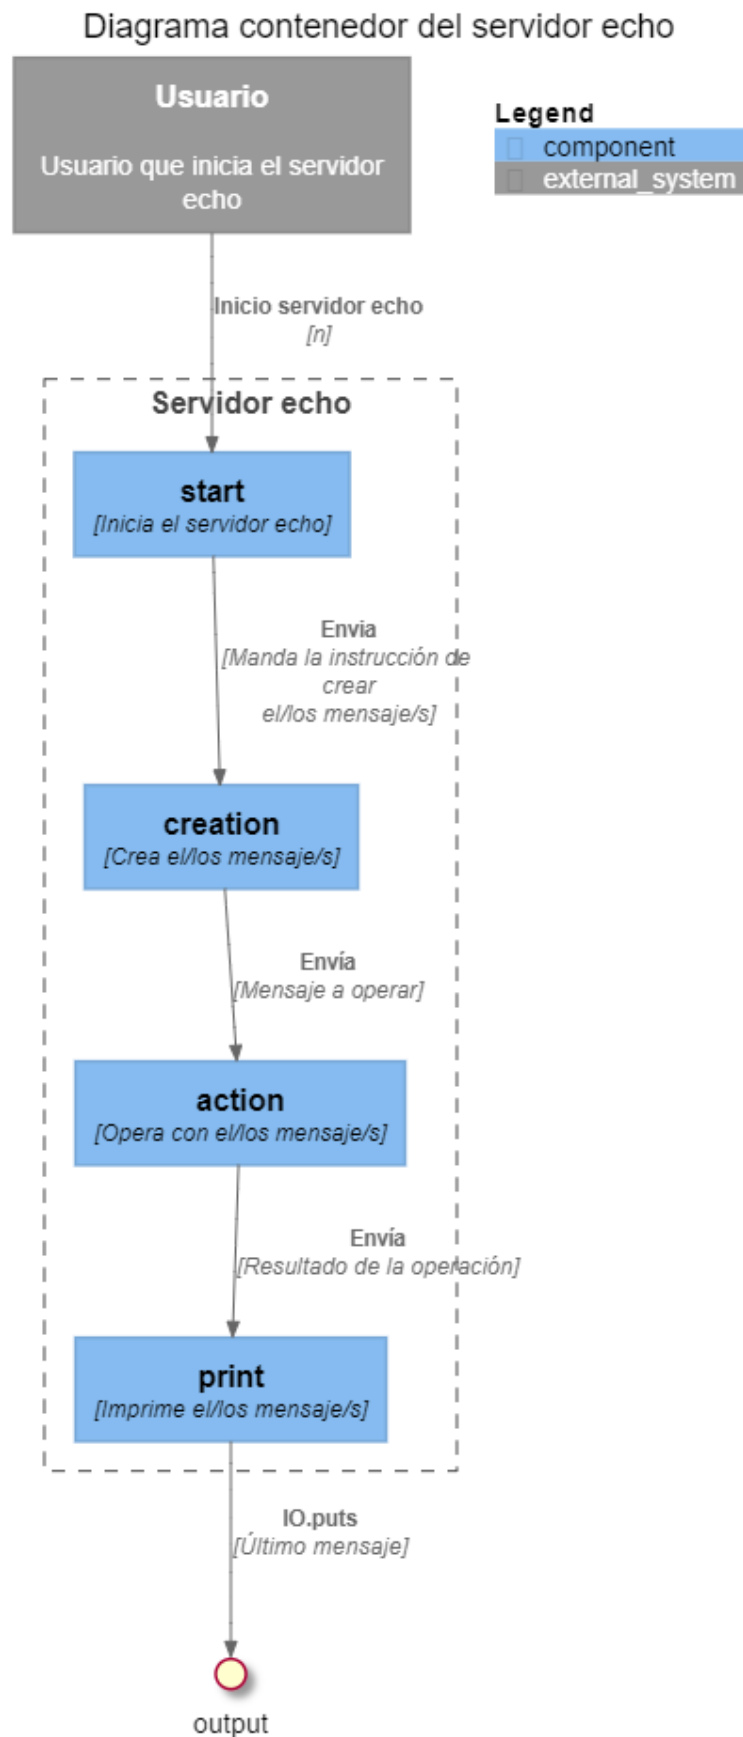 Diagrama contenedor del servidor echo
Usuario
Usuario que inicia el servidor
echo
Legend
component
external_system
Inicio servidor echo
[n]
Servidor echo
start
[Inicia el servidor echo]
Envia
[Manda la instrucción de
crear
el/los mensaje/s]
creation
[Crea el/los mensaje/s]
Envía
[Mensaje a operar]
action
[Opera con el/los mensaje/s]
Envía
[Resultado de la operación]
print
[Imprime el/los mensaje/s]
IO.puts
[Último mensaje]
output